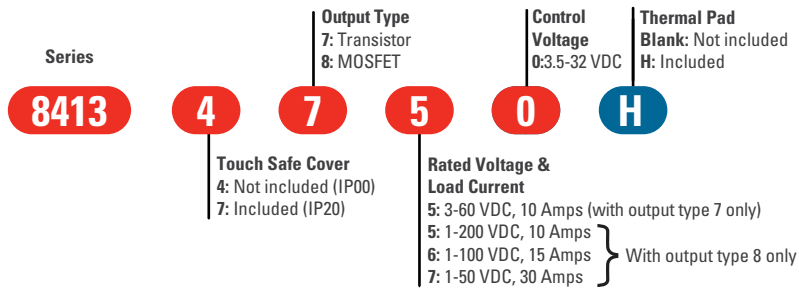 Series
8413
4
Touch Safe Cover
4: Not included (IP00)
7: Included (IP20)
Output Type
7: Transistor
8: MOSFET
7
5
Rated Voltage &
Load Current
5: 3-60 VDC, 10 Amps (with output type 7 only)
5: 1-200 VDC, 10 Amps
6: 1-100 VDC, 15 Amps
7: 1-50 VDC, 30 Amps
With output type 8 only
Control
Voltage
0:3.5-32 VDC
0
Thermal Pad
Blank: Not included
H: Included
H